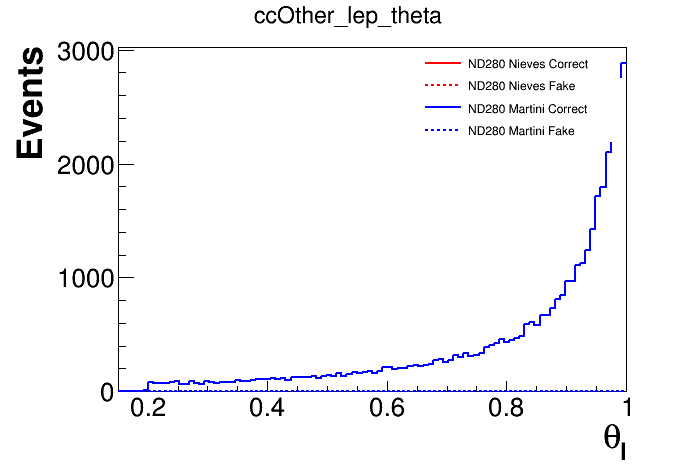 ccOther_lep_theta
Events
3000
2000
1000
0
ND280 Nieves Correct
ND280 Nieves Fake
ND280 Martini Correct
ND280 Martini Fake
0.2 0.4 0.6 0.8 1
θl